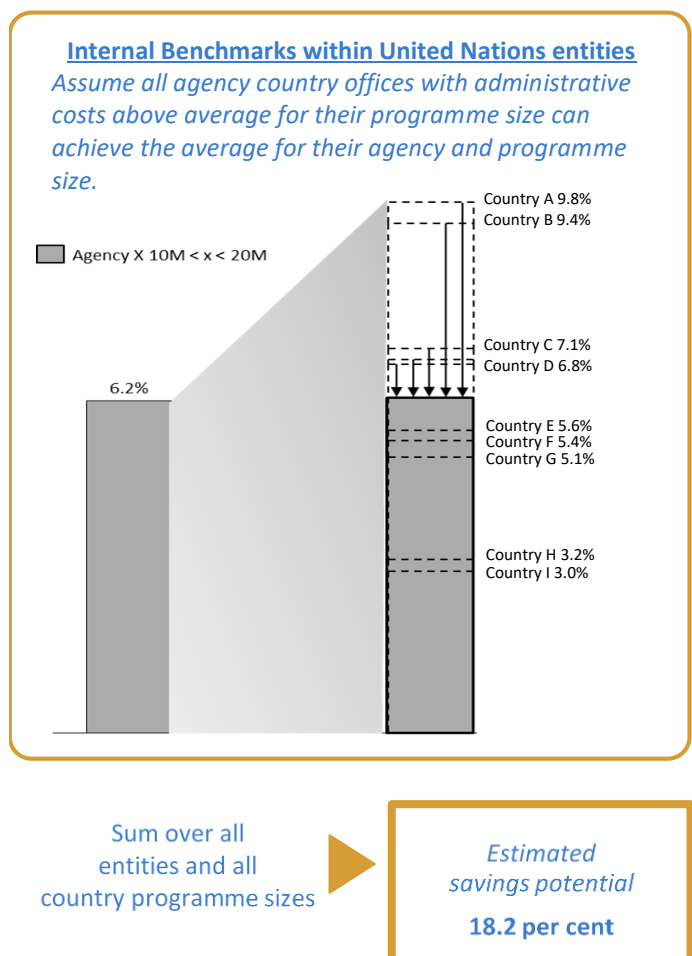 Internal Benchmarks within United Nations entities
Assume all agency country offices with administrative
costs above average for their programme size can
achieve the average for their agency and programme
size.
Country A 9.8%
Country B 9.4%
Agency X 10M < x < 20M
Country C 7.1%
Country D 6.8%
6.2%
Country E 5.6%
Country F 5.4%
Country G 5.1%
Country H 3.2%
Country I 3.0%
Sum over all
entities and all
country programme sizes
Estimated
savings potential
18.2 per cent